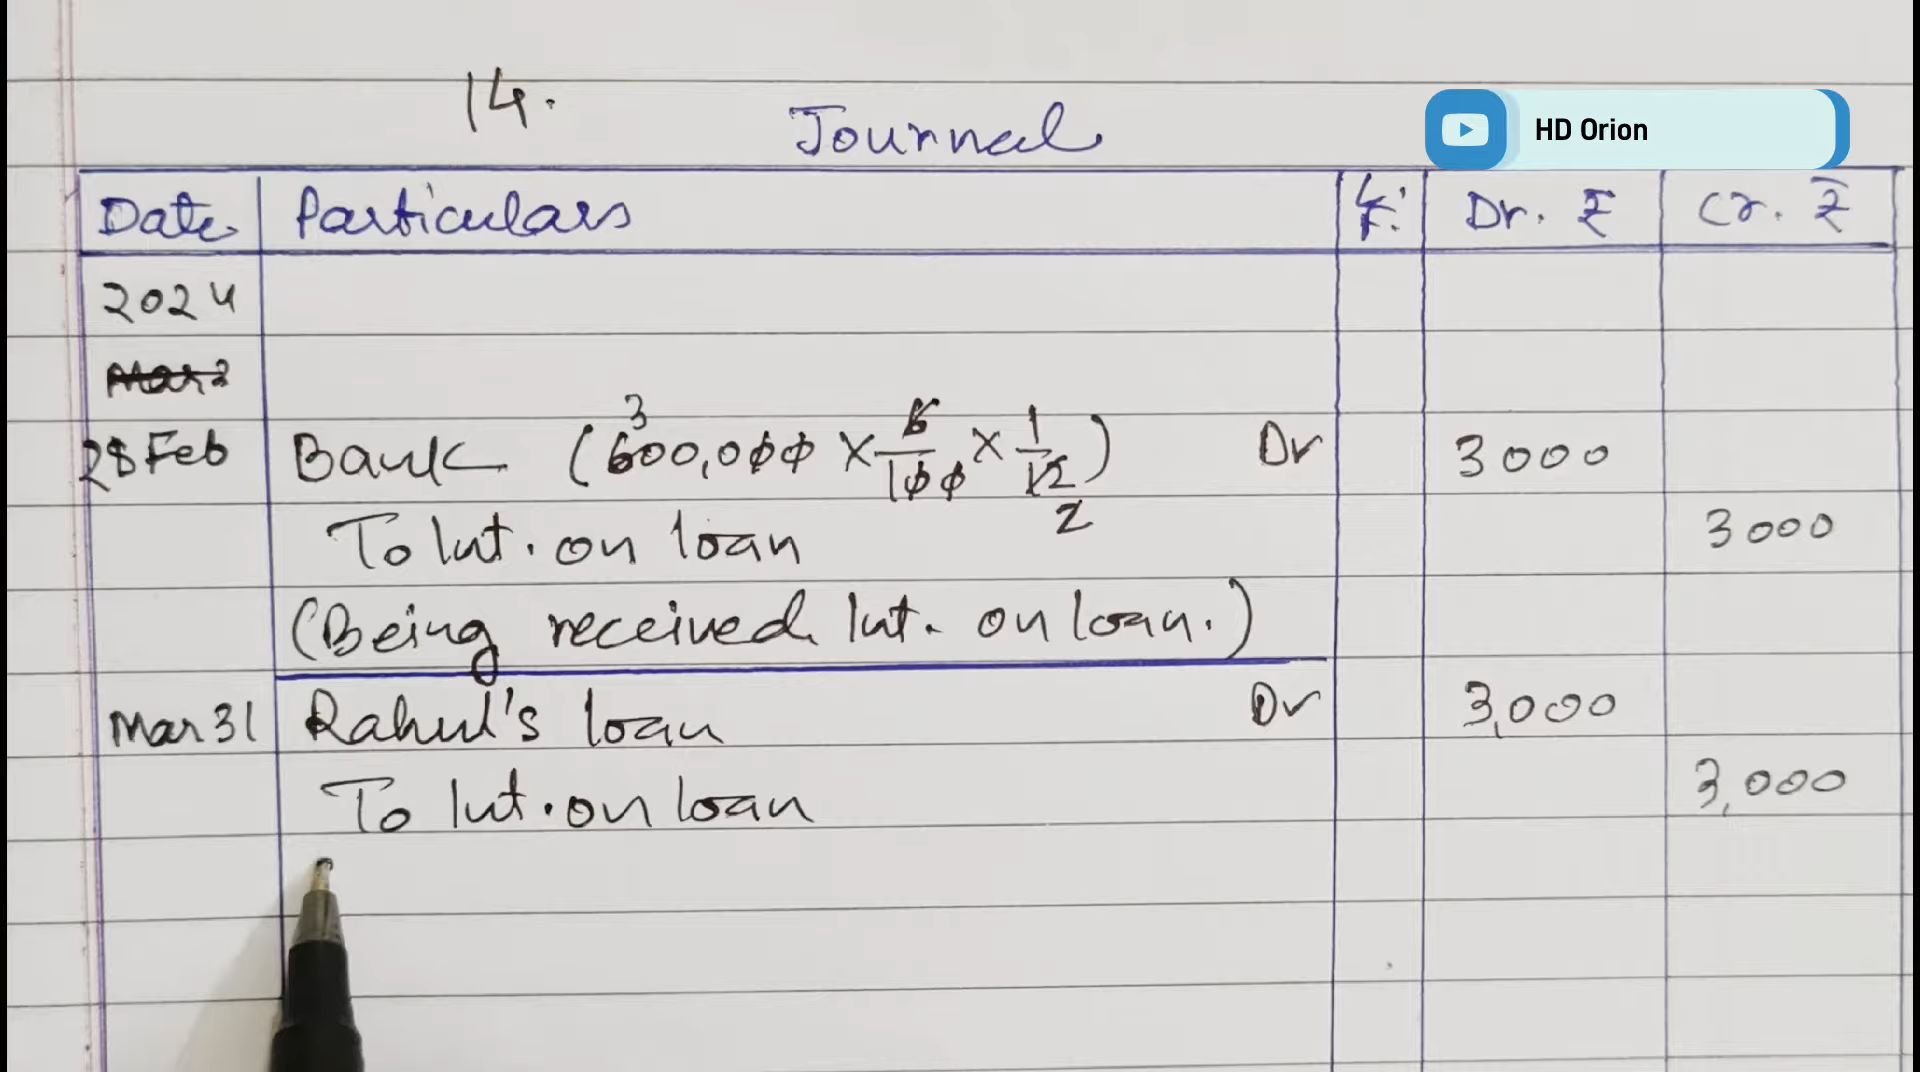 14.
Journal
HD Orion
Date Particulars L.F. Dr. ₹ Cr. ₹
2024
28 Feb Bank (600,000 × 6/100 × 1/12) Dr 3000
3
2
To Int. on loan 3000
(Being received Int. on loan.)
Mar 31 Rahul's loan Dr 3,000
To Int. on loan 3,000